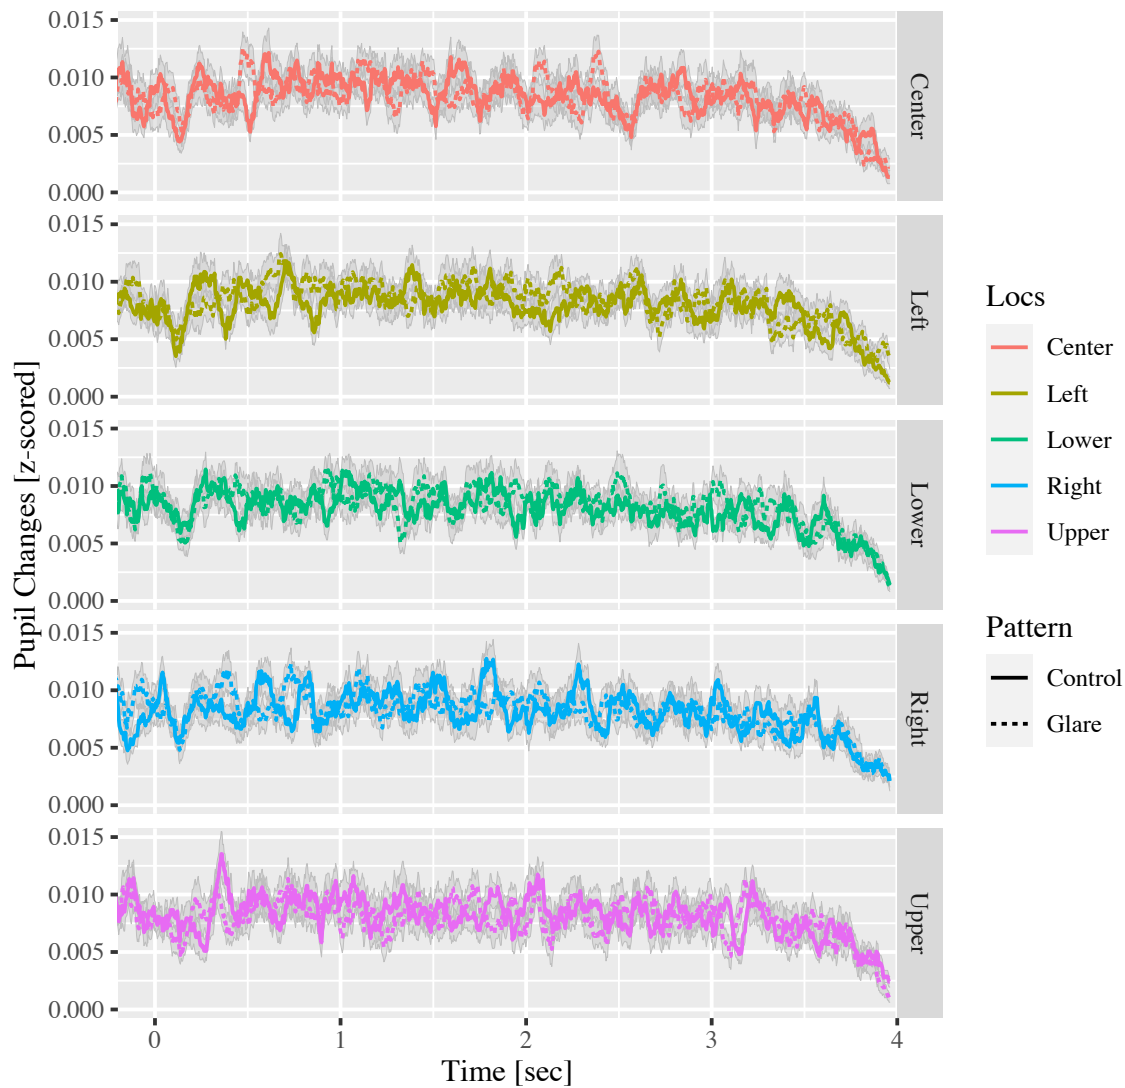 Pupil Changes [z-scored]
0.015
0.010
0.005
0.000
Center
0.015
0.010
0.005
0.000
Left
0.015
0.010
0.005
0.000
Lower
0.015
0.010
0.005
0.000
Right
0.015
0.010
0.005
0.000
Upper
0 1 2 3 4
Time [sec]
Locs
Center
Left
Lower
Right
Upper
Pattern
Control
Glare